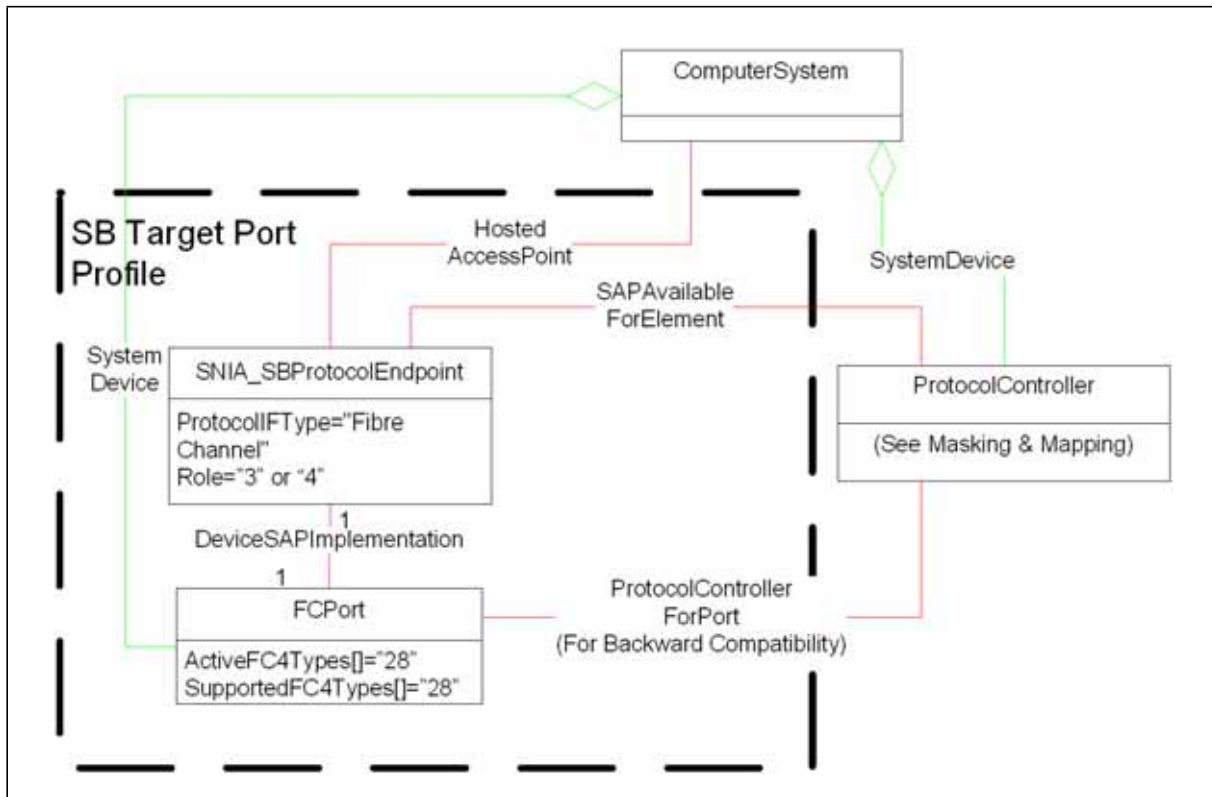 ComputerSystem
SB Target Port
Profile
Hosted
AccessPoint
SystemDevice
SAPAvailable
ForElement
System
Device
SNIA_SBProtocolEndpoint
ProtocolIFType="Fibre
Channel"
Role="3" or "4"
ProtocolController
(See Masking & Mapping)
1
DeviceSAPImplementation
1
FCPort
ActiveFC4Types[]="28"
SupportedFC4Types[]="28"
ProtocolController
ForPort
(For Backward Compatibility)